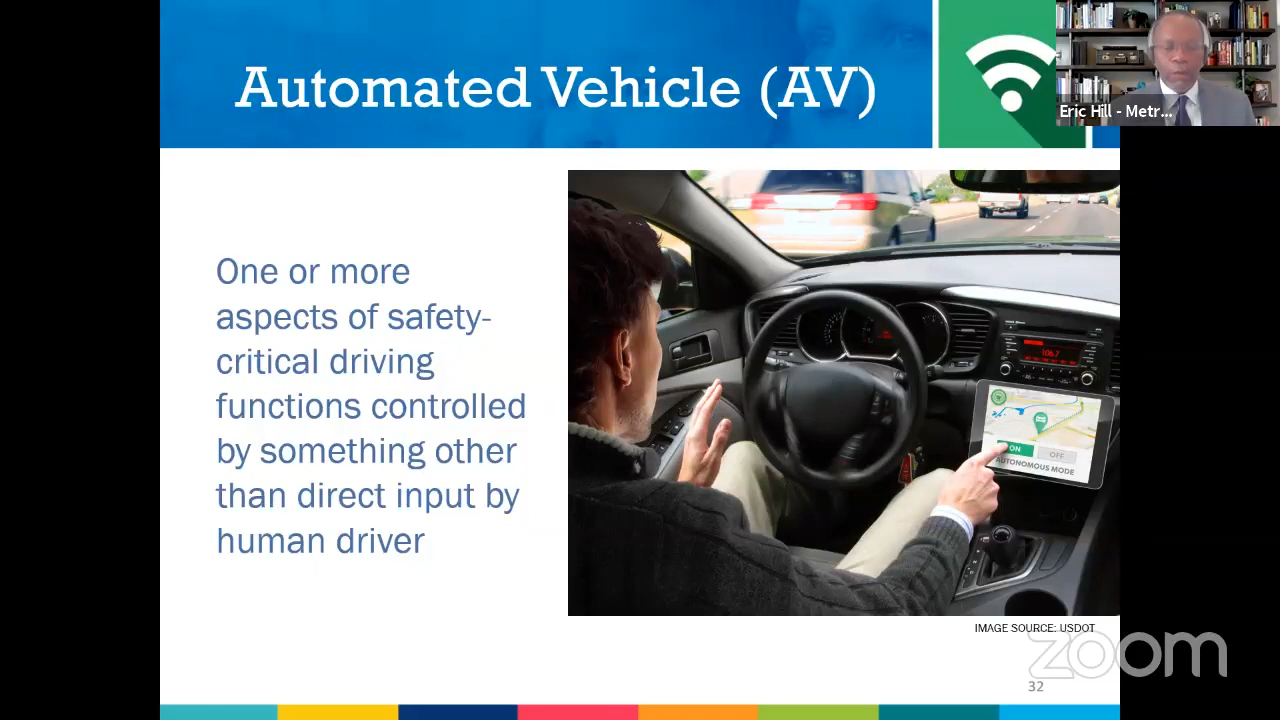 Automated Vehicle (AV)
Eric Hill - Metr...
One or more
aspects of safety-
critical driving
functions controlled
by something other
than direct input by
human driver
1067
ON
OFF
AUTONOMOUS MODE
IMAGE SOURCE: USDOT
zoom
32